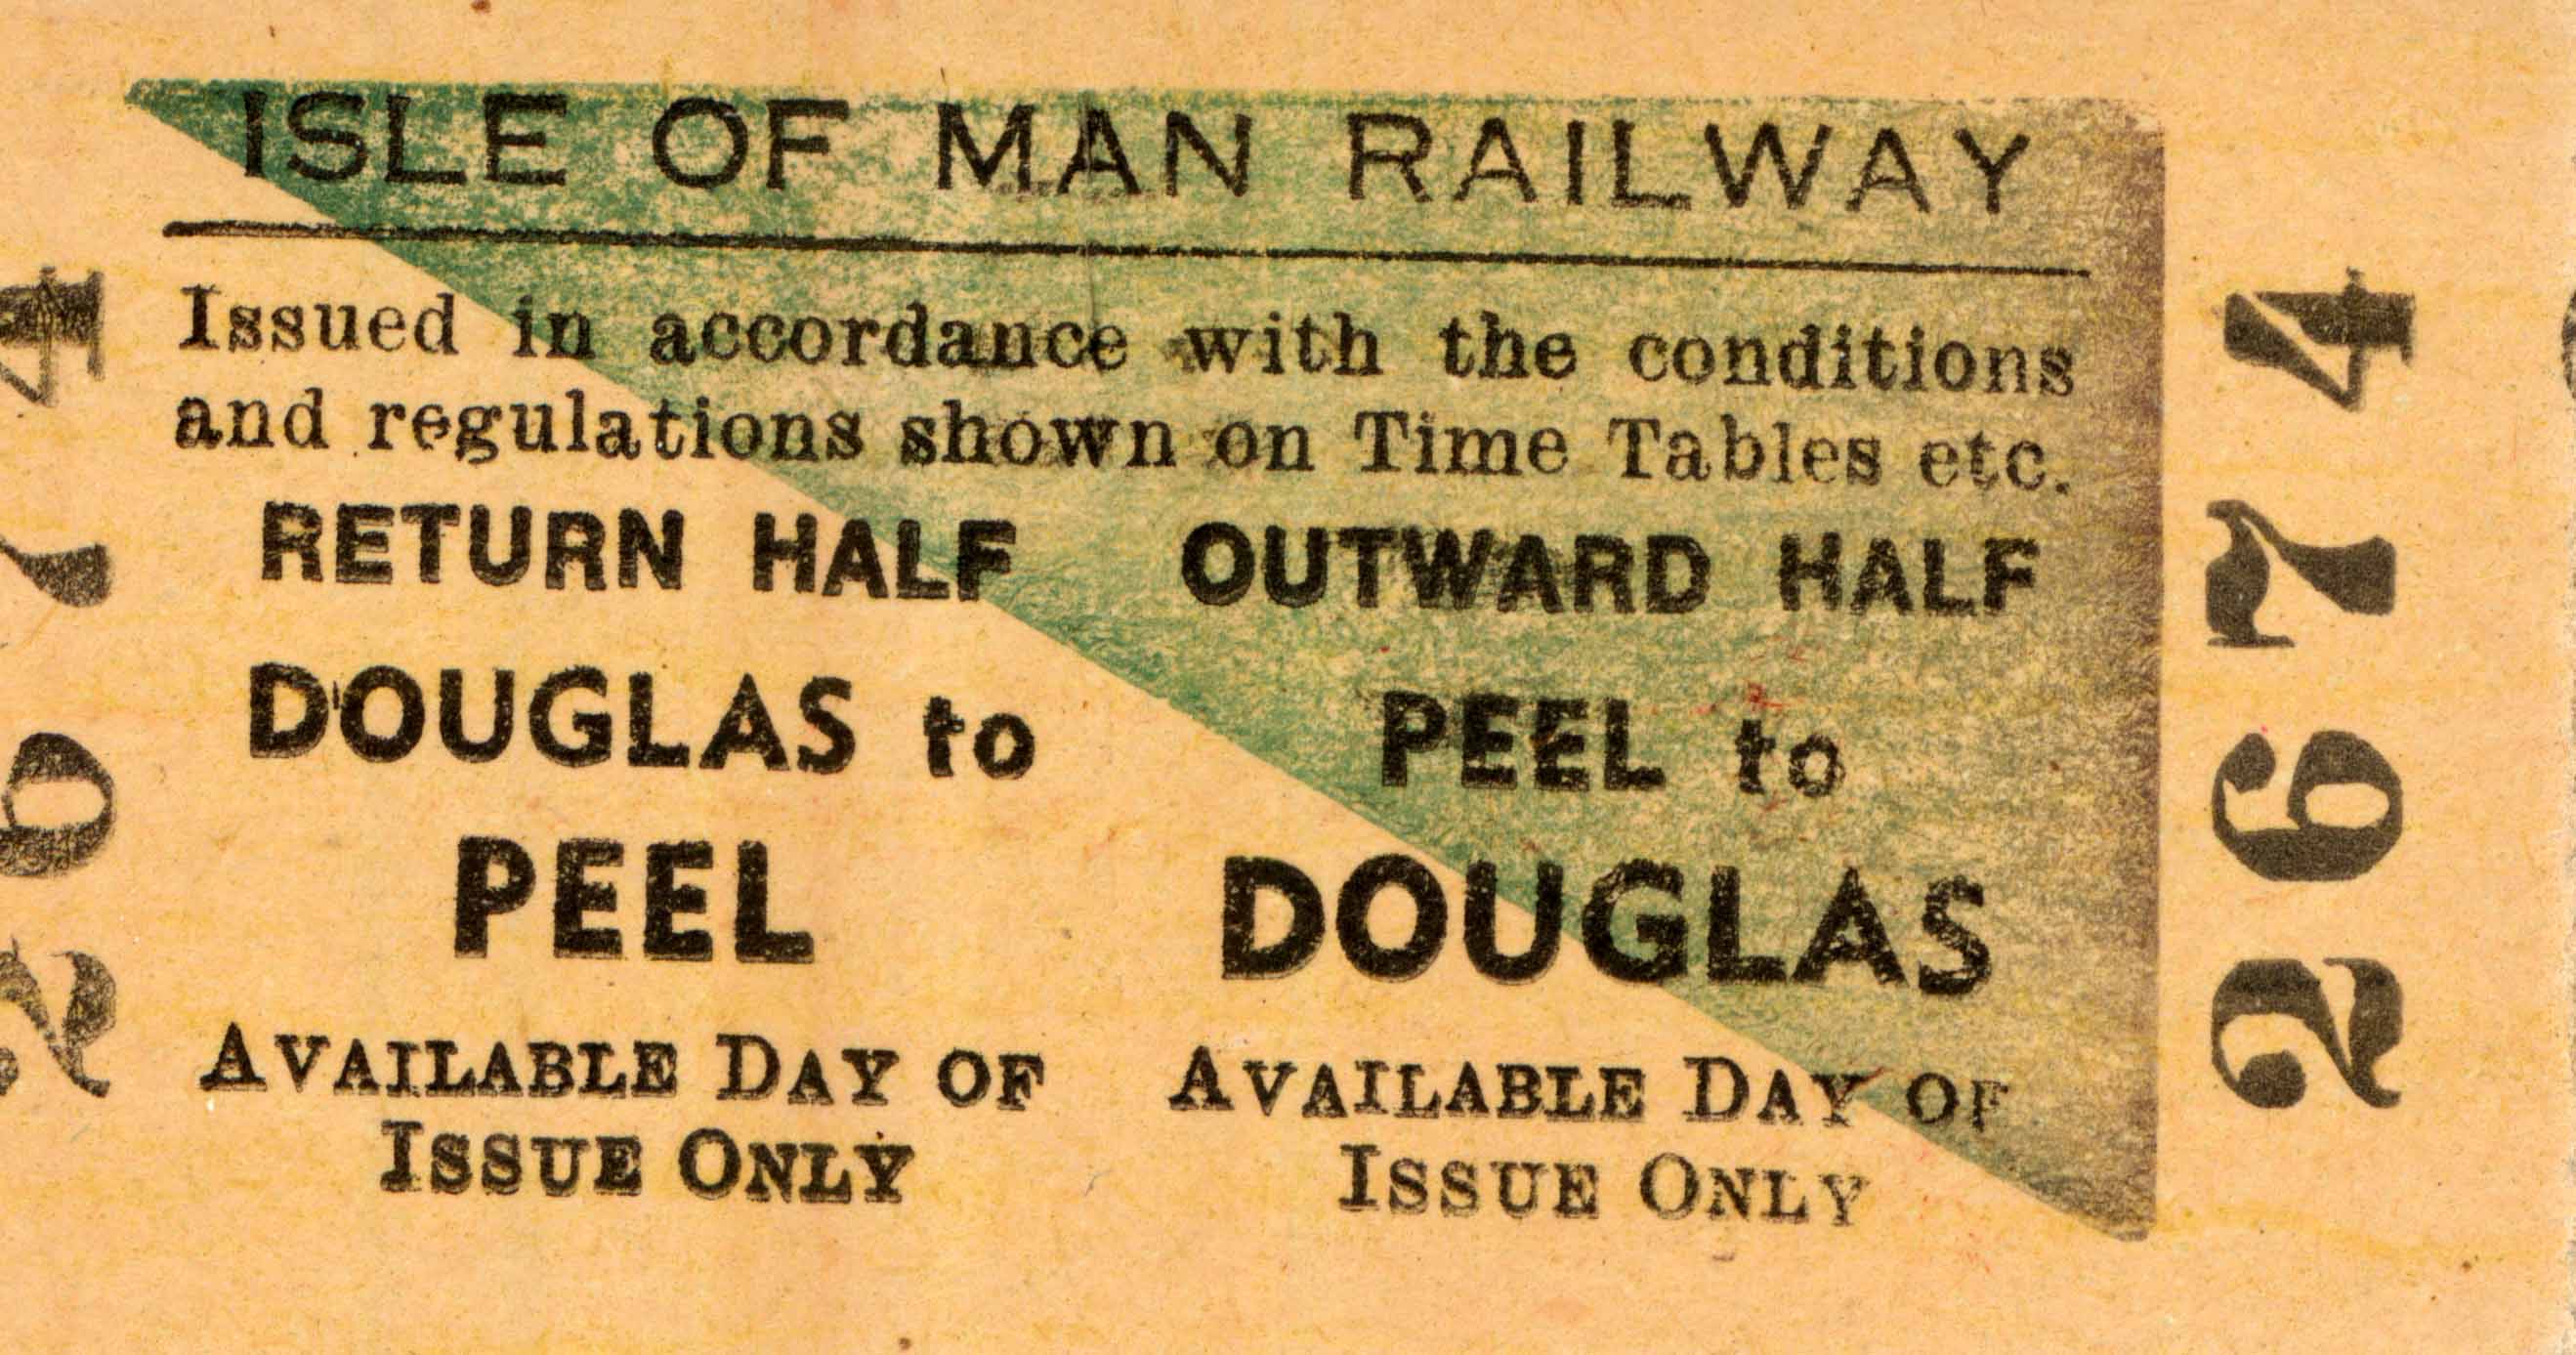 ISLE OF MAN RAILWAY
Issued in accordance with the conditions
and regulations shown on Time Tables etc.
RETURN HALF
DOUGLAS to
PEEL
AVAILABLE DAY OF
ISSUE ONLY
OUTWARD HALF
PEEL to
DOUGLAS
AVAILABLE DAY OF
ISSUE ONLY
2674
2674